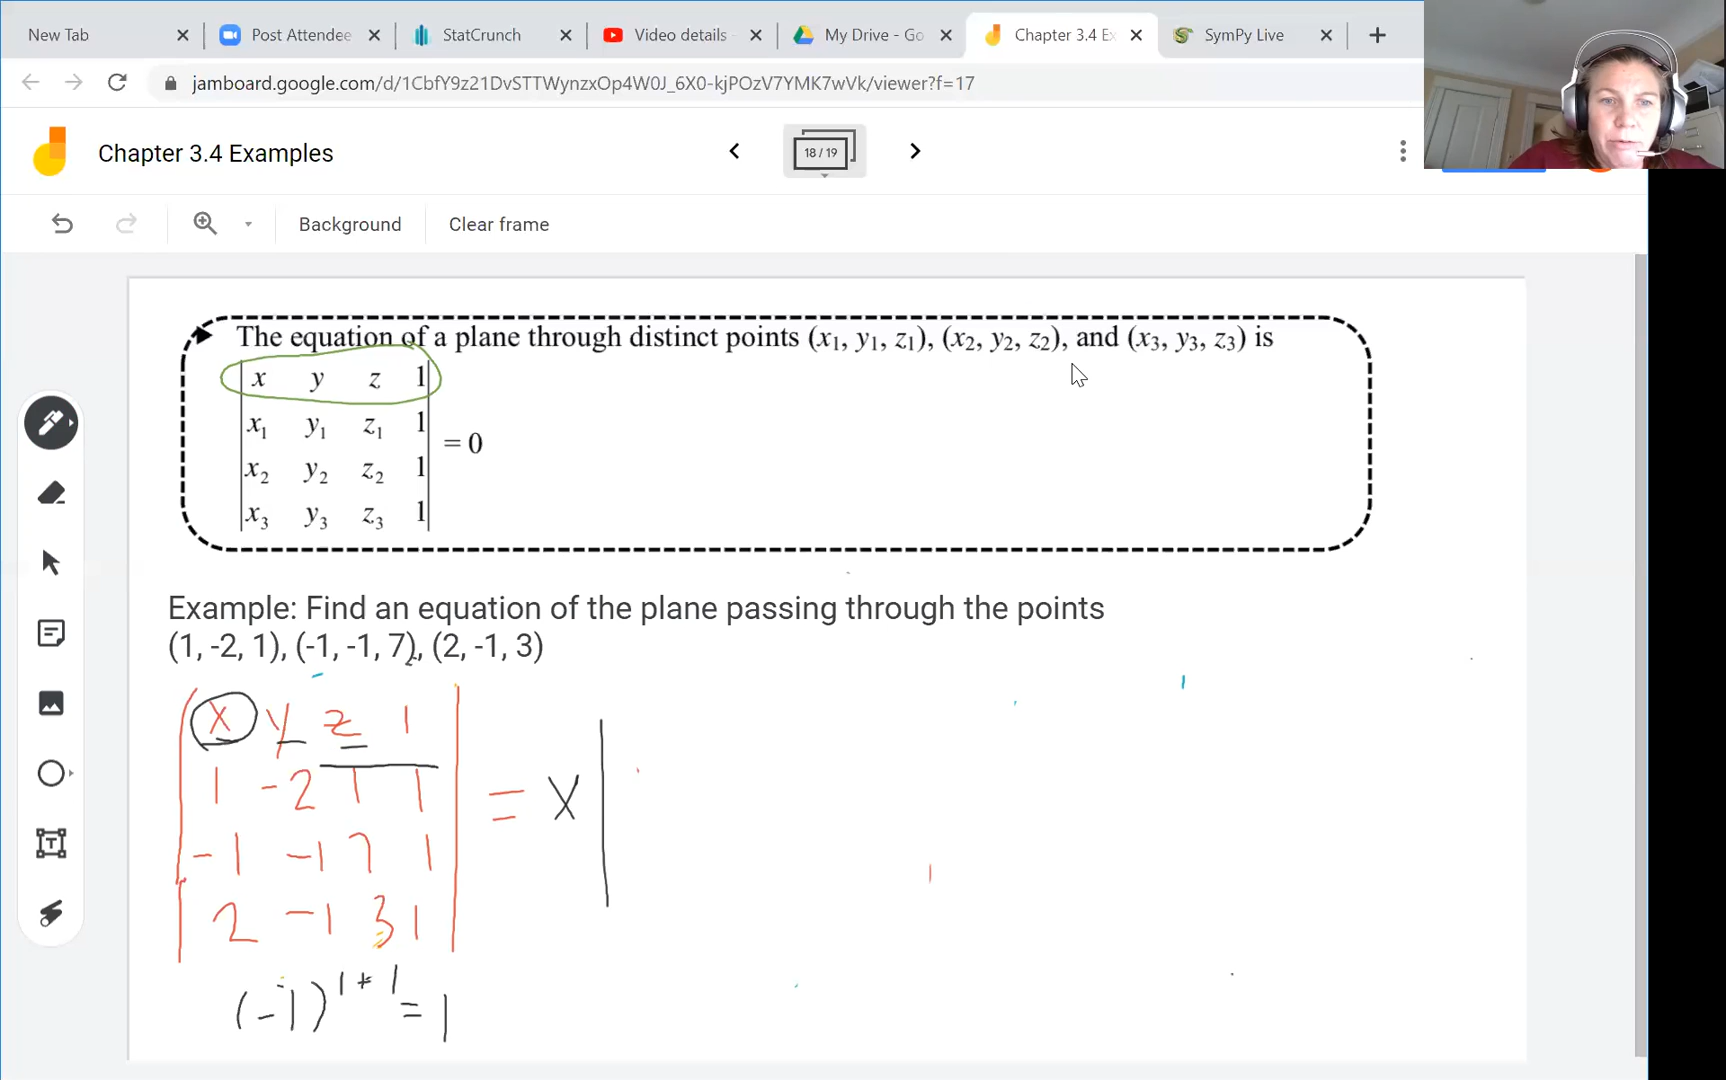 New Tab
Post Attendee
StatCrunch
Video details -
My Drive - Go
Chapter 3.4 Ex
SymPy Live
jamboard.google.com/d/1CbfY9z21DvSTTWynzxOp4W0J_6X0-kjPOzV7YMK7wVk/viewer?f=17
Chapter 3.4 Examples
18 / 19
Background
Clear frame
The equation of a plane through distinct points (x₁, y₁, z₁), (x₂, y₂, z₂), and (x₃, y₃, z₃) is
x y z 1
x₁ y₁ z₁ 1
= 0
x₂ y₂ z₂ 1
x₃ y₃ z₃ 1
Example: Find an equation of the plane passing through the points
(1, -2, 1), (-1, -1, 7), (2, -1, 3)
x y z 1
1 -2 1 1
= x
-1 -1 7 1
2 -1 3 1
(-1)¹⁺¹ = 1